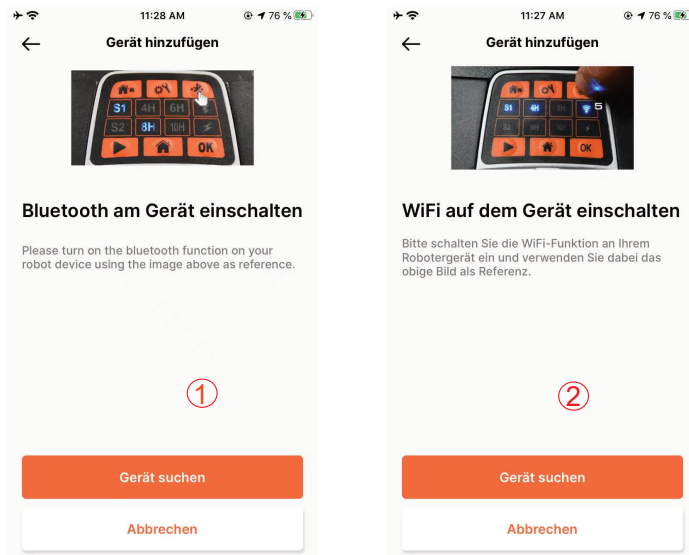 11:28 AM
76 %
Gerät hinzufügen
S1 4H 6H
S2 8H 10H
OK
Bluetooth am Gerät einschalten
Please turn on the bluetooth function on your
robot device using the image above as reference.
1
Gerät suchen
Abbrechen
11:27 AM
76 %
Gerät hinzufügen
S1 4H
5
OK
WiFi auf dem Gerät einschalten
Bitte schalten Sie die WiFi-Funktion an Ihrem
Robotergerät ein und verwenden Sie dabei das
obige Bild als Referenz.
2
Gerät suchen
Abbrechen